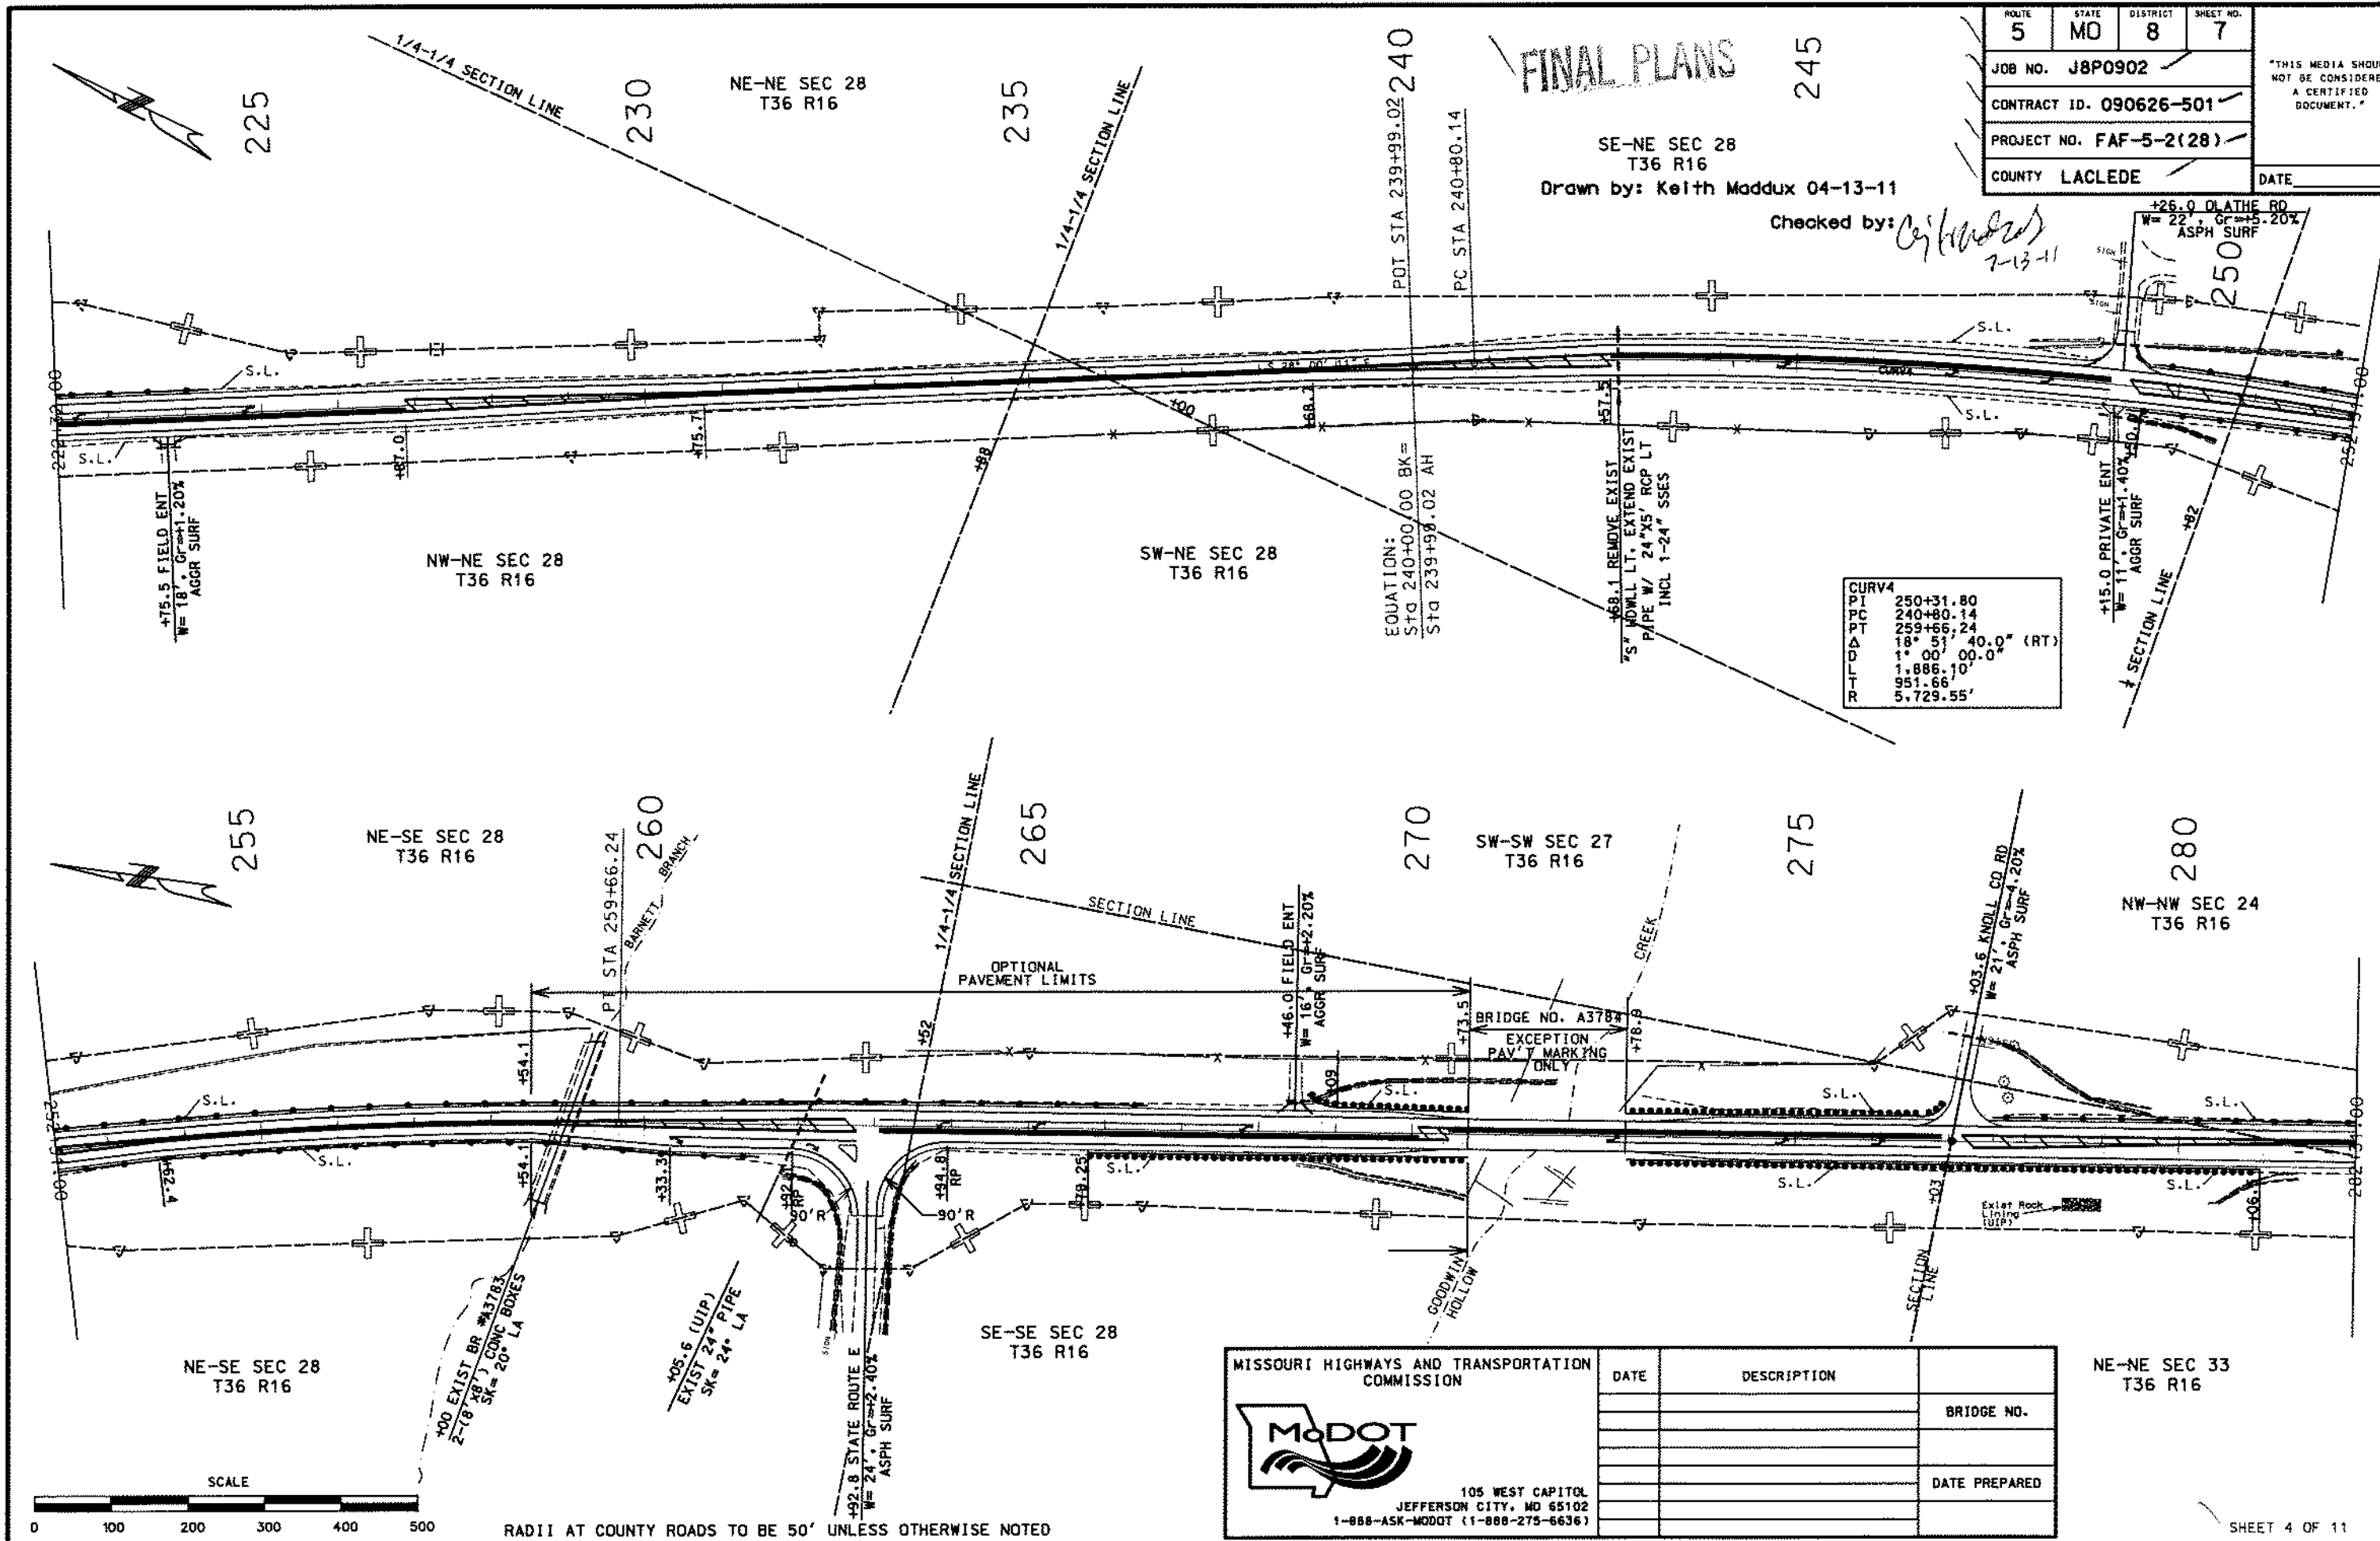 ROUTE STATE DISTRICT SHEET NO.
5 MO 8 7
JOB NO. J8P0902
CONTRACT ID. 090626-501
PROJECT NO. FAF-5-2(28)
COUNTY LACLEDE
"THIS MEDIA SHOU
NOT BE CONSIDERE
A CERTIFIED
DOCUMENT."
DATE
FINAL PLANS
Drawn by: Keith Maddux 04-13-11
Checked by:
7-13-11
225
230
235
240
245
250
1/4-1/4 SECTION LINE
NE-NE SEC 28
T36 R16
1/4-1/4 SECTION LINE
POT STA 239+99.02
PC STA 240+80.14
SE-NE SEC 28
T36 R16
+26.0 OLATHE RD
W= 22', Gr=+5.20%
ASPH SURF
SIGN
SIGN
S.L.
S.L.
S.L.
S.L.
CURV4
+87.0
+75.7
+88
+00
+68.
+57.5
+82
+75.5 FIELD ENT
W= 18', Gr=+1.20%
AGGR SURF
NW-NE SEC 28
T36 R16
SW-NE SEC 28
T36 R16
EQUATION:
Sta 240+00.00 BK=
Sta 239+99.02 AH
+68.1 REMOVE EXIST
"S" HDWLL LT. EXTEND EXIST
PIPE W/ 24"X5' RCP LT
INCL 1-24" SSES
+15.0 PRIVATE ENT
W= 11', Gr=+1.40%
AGGR SURF
SECTION LINE
CURV4
PI 250+31.80
PC 240+80.14
PT 259+66.24
Δ 18° 51' 40.0" (RT)
D 1° 00' 00.0"
L 1,886.10'
T 951.66'
R 5,729.55'
255
260
265
270
275
280
NE-SE SEC 28
T36 R16
PT STA 259+66.24
BARNETT BRANCH
1/4-1/4 SECTION LINE
SECTION LINE
OPTIONAL
PAVEMENT LIMITS
SW-SW SEC 27
T36 R16
CREEK
+46.0 FIELD ENT
W= 16', Gr=+2.20%
AGGR SURF
BRIDGE NO. A3784
EXCEPTION
PAV'T MARKING
ONLY
+73.5
+78.9
+03.6 KNOLL CO RD
W= 21', Gr=-4.20%
ASPH SURF
NW-NW SEC 24
T36 R16
+54.1
+52
+09
S.L.
S.L.
S.L.
S.L.
S.L.
S.L.
S.L.
S.L.
+92.4
+54.1
+33.3
RP
90'R
+94.8
RP
90'R
+79.25
+03
Exist Rock
Lining
(UIP)
+00 EXIST BR #A3783
2-(8'X8') CONC BOXES
SK= 20° LA
+05.6 (UIP)
EXIST 24" PIPE
SK= 24° LA
SIGN
+92.8 STATE ROUTE E
W= 24', Gr=+2.40%
ASPH SURF
NE-SE SEC 28
T36 R16
SE-SE SEC 28
T36 R16
GOODWIN
HOLLOW
SECTION
LINE
NE-NE SEC 33
T36 R16
SCALE
0 100 200 300 400 500
RADII AT COUNTY ROADS TO BE 50' UNLESS OTHERWISE NOTED
MISSOURI HIGHWAYS AND TRANSPORTATION
COMMISSION
MoDOT
105 WEST CAPITOL
JEFFERSON CITY, MO 65102
1-888-ASK-MODOT (1-888-275-6636)
DATE DESCRIPTION
BRIDGE NO.
DATE PREPARED
SHEET 4 OF 11